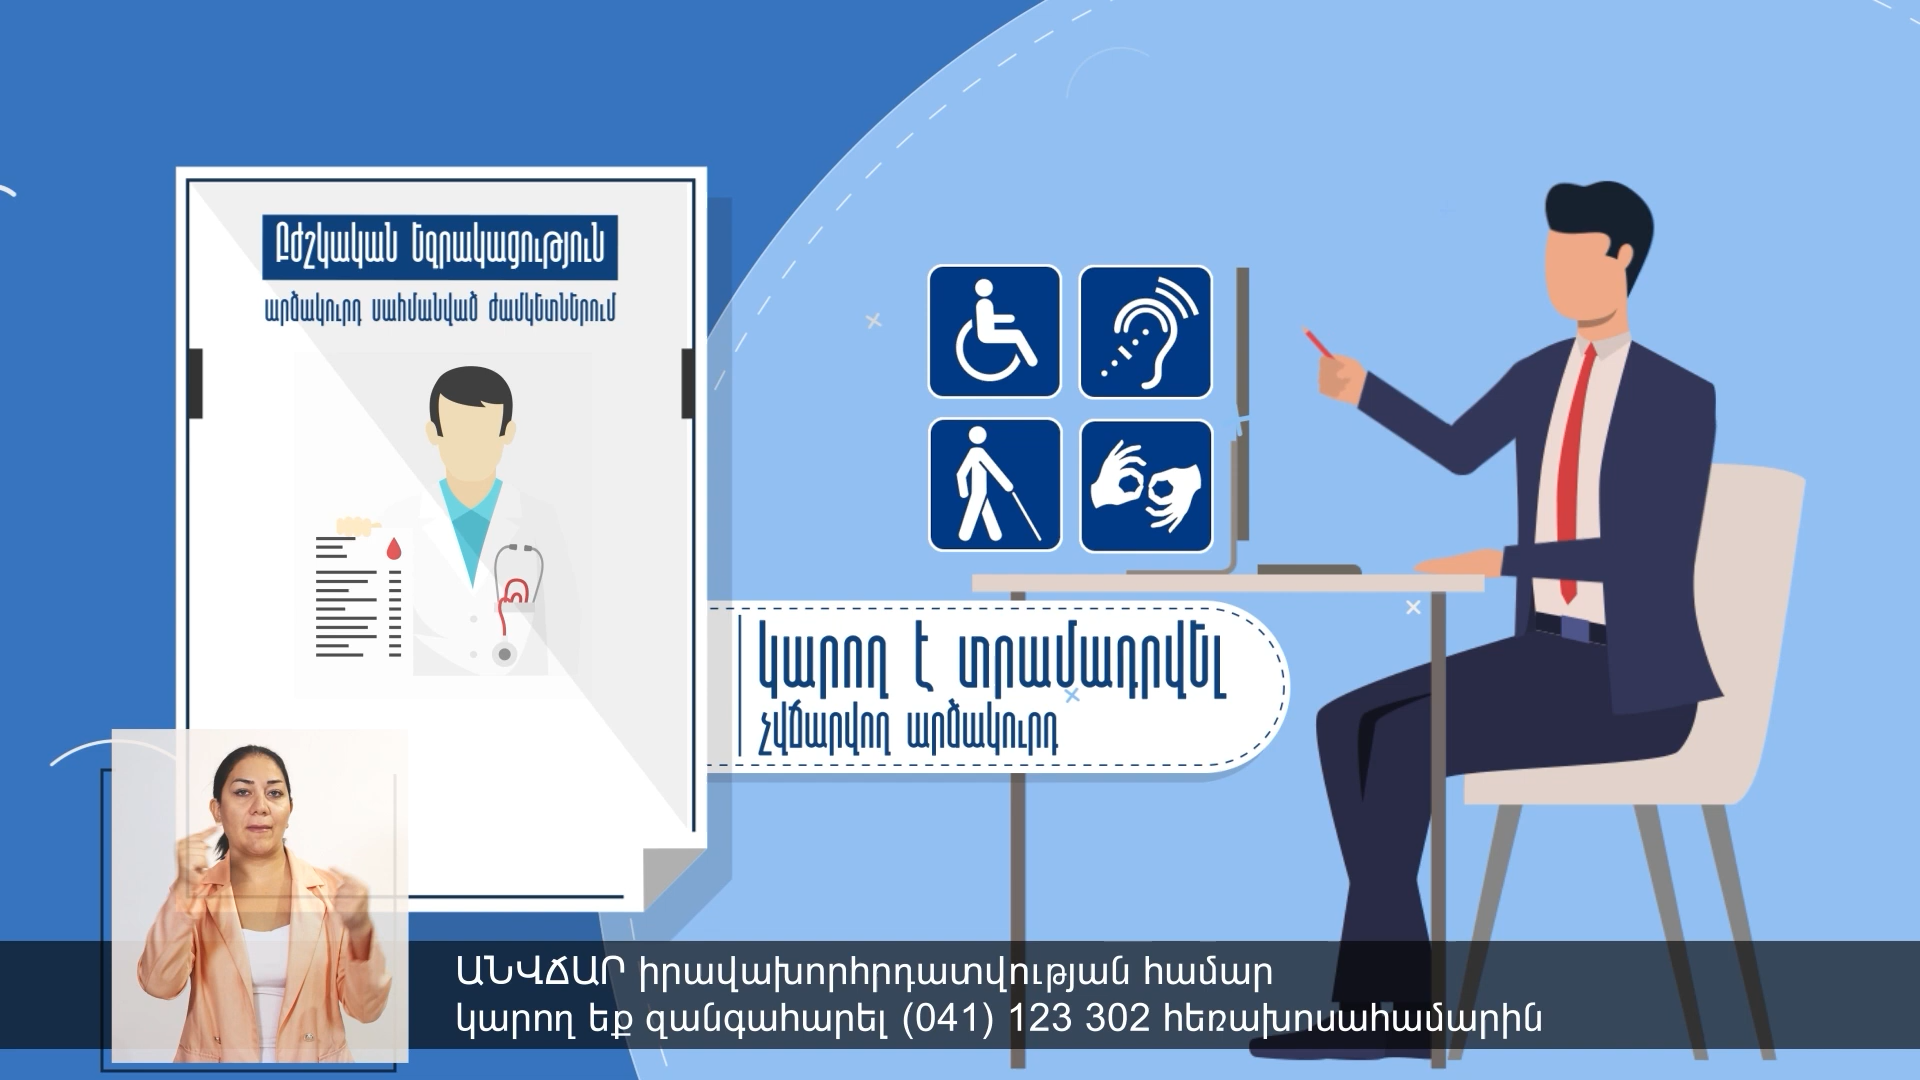 Բժշկական եզրակացություն
արձակուրդ սահմանված ժամկետներում
կարող է տրամադրվել
չվճարվող արձակուրդ
ԱՆՎՃԱՐ իրավախորհրդատվության համար
կարող եք զանգահարել (041) 123 302 հեռախոսահամարին